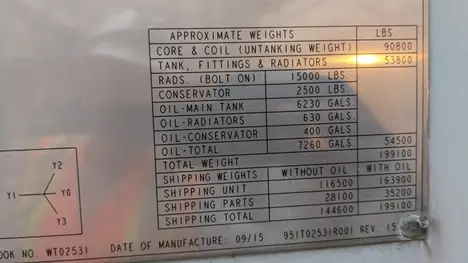 APPROXIMATE WEIGHTS LBS
CORE & COIL (UNTANKING WEIGHT) 90800
TANK, FITTINGS & RADIATORS 53800
RADS. (BOLT ON) 15000 LBS.
CONSERVATOR 2500 LBS
OIL-MAIN TANK 6230 GALS
OIL-RADIATORS 630 GALS
OIL-CONSERVATOR 400 GALS
OIL-TOTAL 7260 GALS 54500
TOTAL WEIGHT 199100
SHIPPING WEIGHTS WITHOUT OIL WITH OIL
SHIPPING UNIT 116500 163900
SHIPPING PARTS 28100 35200
SHIPPING TOTAL 144600 199100
Y2
Y1 Y0
Y3
OOK NO. WT02531 DATE OF MANUFACTURE: 09/15 951T02531R001 REV. (5